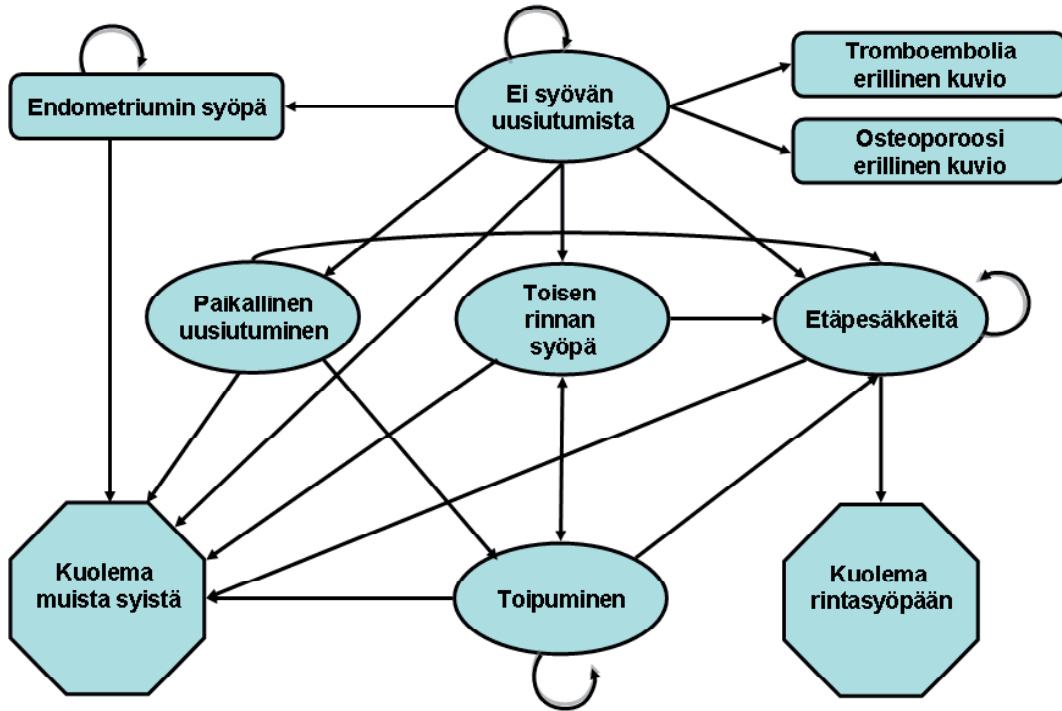 Endometriumin syöpä
Ei syövän
uusiutumista
Tromboembolia
erillinen kuvio
Osteoporoosi
erillinen kuvio
Paikallinen
uusiutuminen
Toisen
rinnan
syöpä
Etäpesäkkeitä
Kuolema
muista syistä
Toipuminen
Kuolema
rintasyöpään